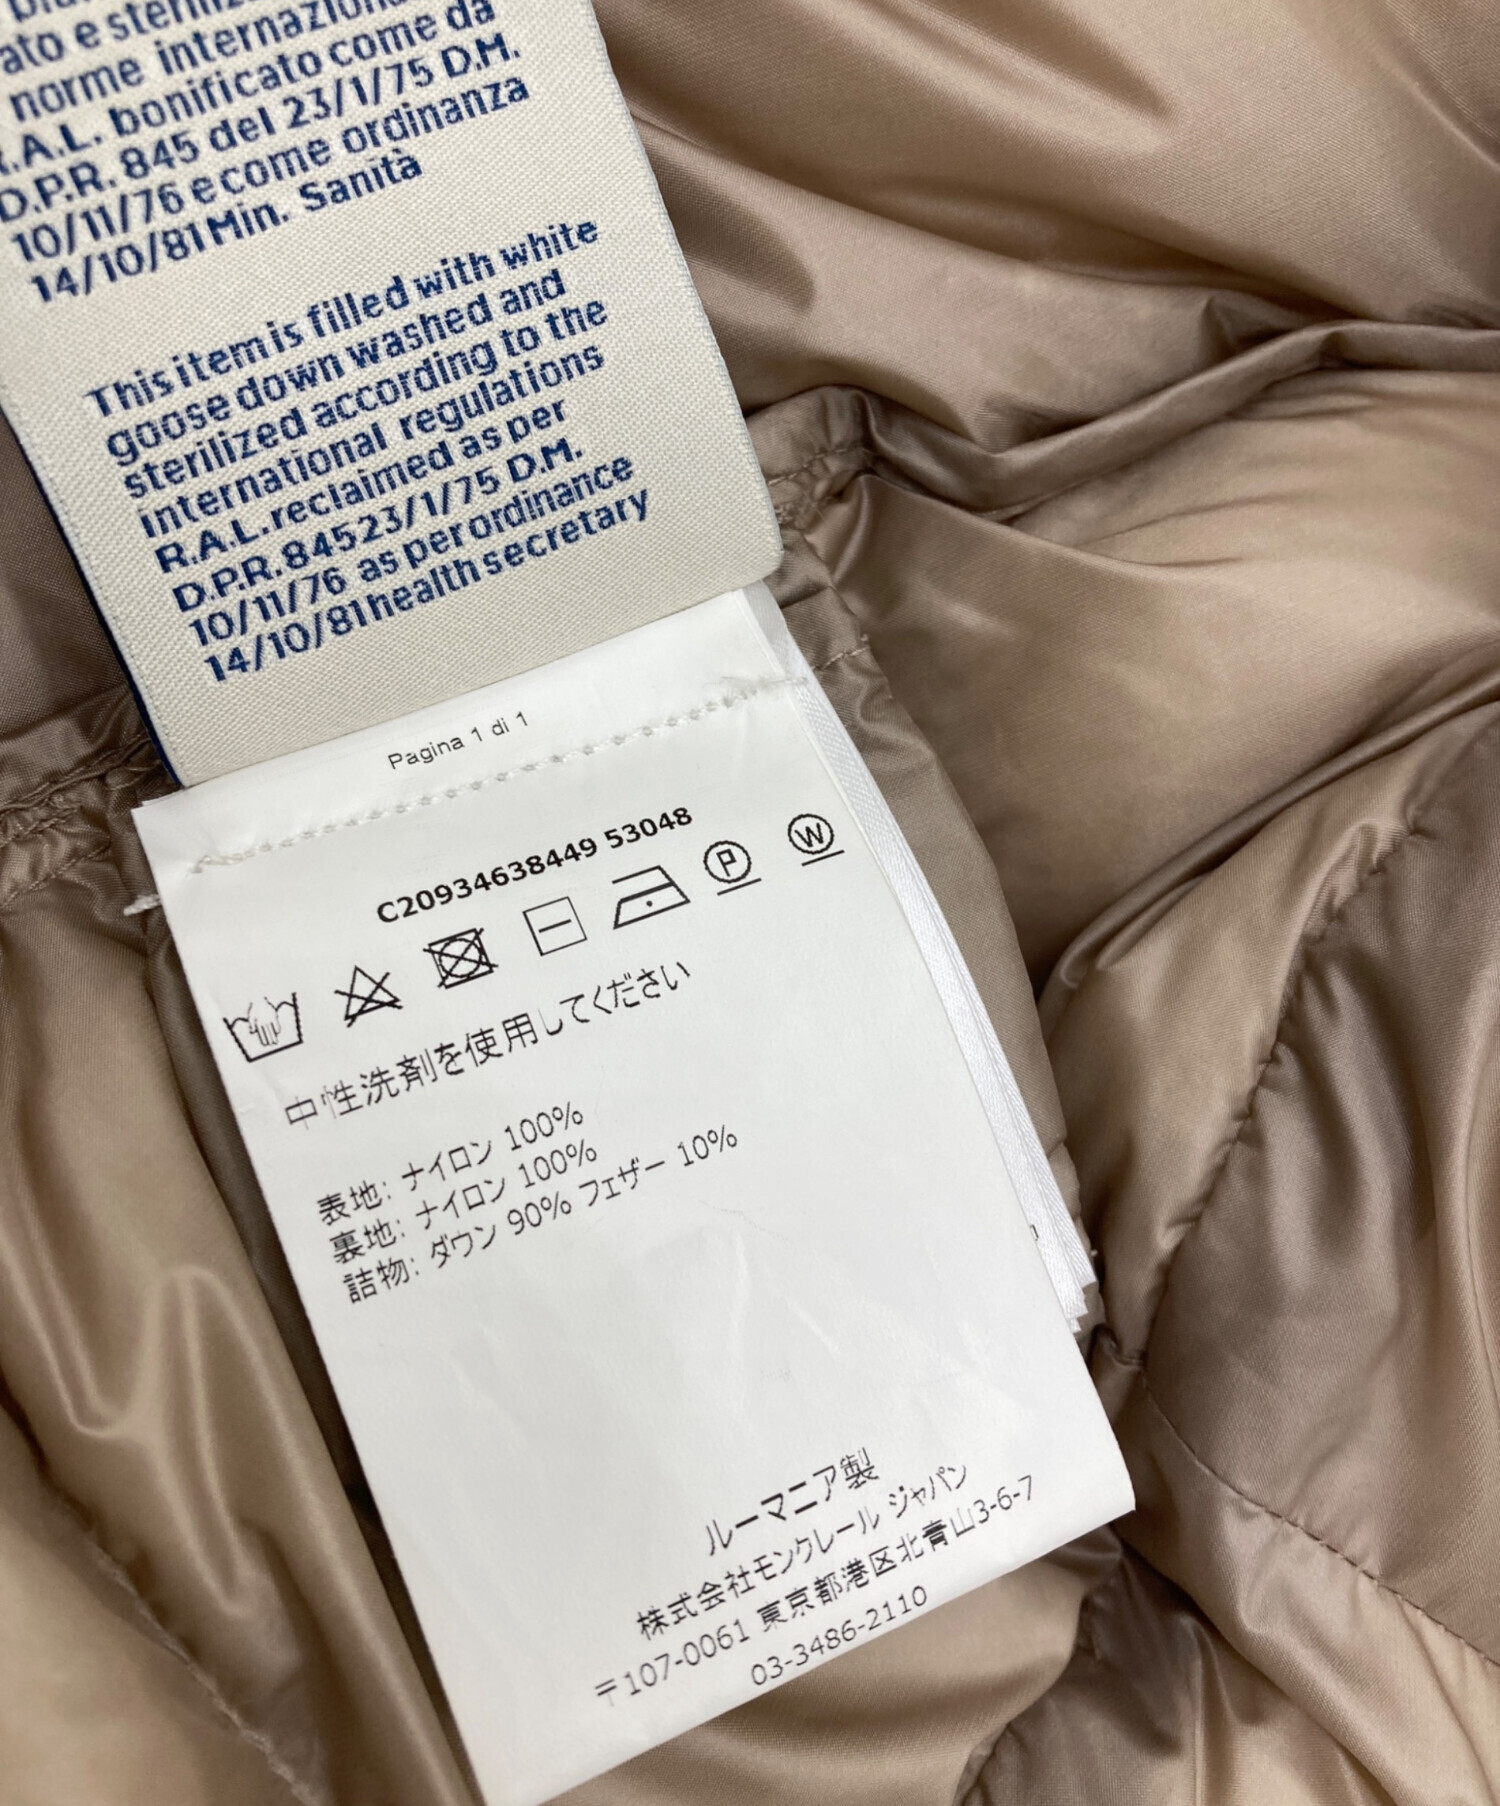 ato e
norme internazion
R.A.L. bonificato come da
D.P.R. 845 del 23/1/75 D.M.
10/11/76 e come ordinanza
14/10/81 Min. Sanità
This item is filled with white
goose down washed and
sterilized according to the
international regulations
R.A.L. reclaimed as per
D.P.R. 84523/1/75 D.M.
10/11/76 as per ordinance
14/10/81 health secretary
Pagina 1 di 1
C20934638449 53048
P W
中性洗剤を使用してください
表地: ナイロン 100%
裏地: ナイロン 100%
詰物: ダウン 90% フェザー 10%
ルーマニア製
株式会社モンクレール ジャパン
〒107-0061 東京都港区北青山3-6-7
03-3486-2110